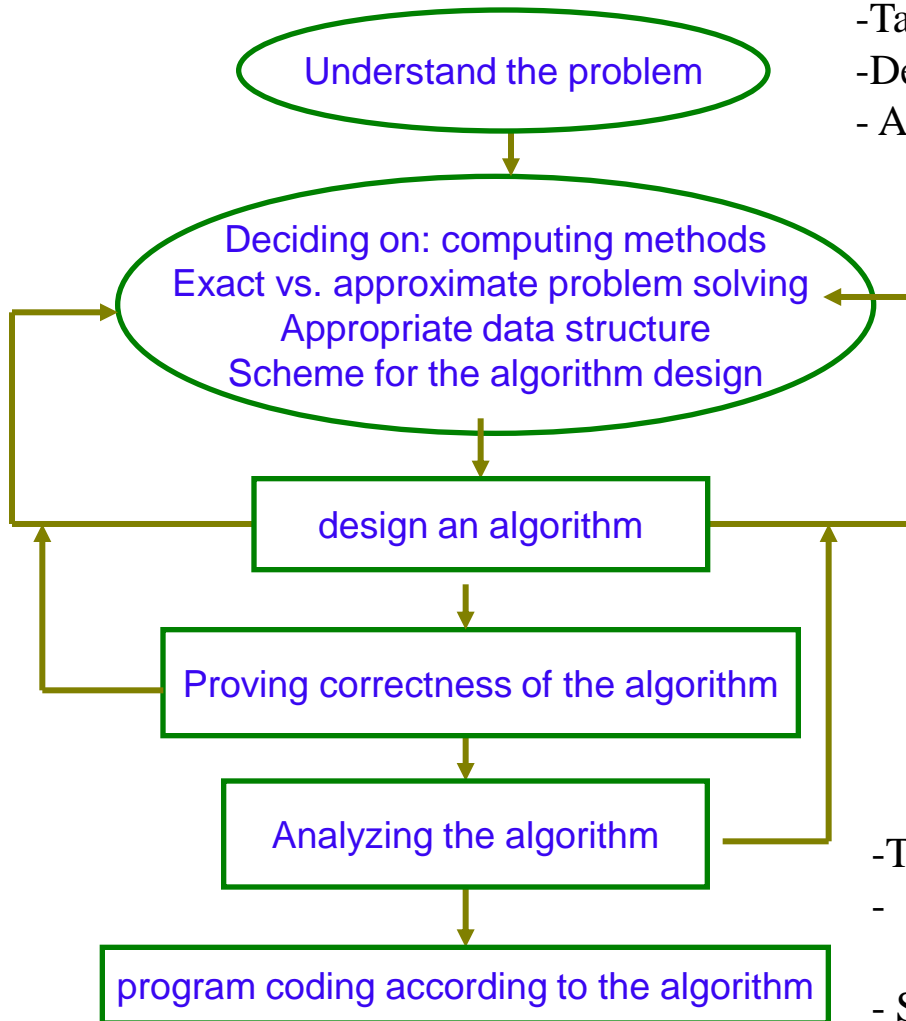 Understand the problem
-
-
-
Deciding on: computing methods
Exact vs. approximate problem solving
Appropriate data structure
Scheme for the algorithm design
design an algorithm
Proving correctness of the algorithm
Analyzing the algorithm
-
-
program coding according to the algorithm
-